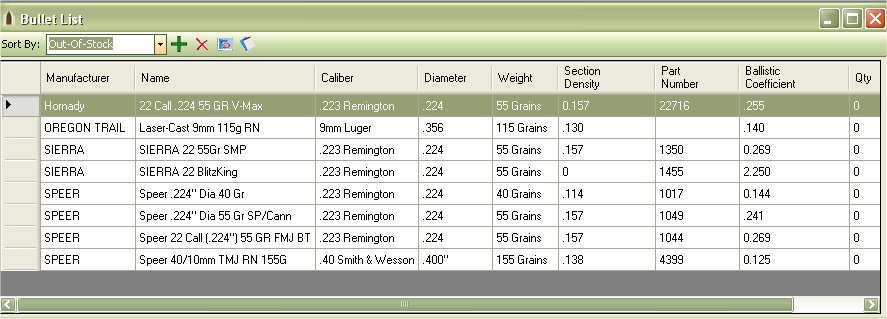 Bullet List
Sort By: Out-Of-Stock
Manufacturer Name Caliber Diameter Weight Section Density Part Number Ballistic Coefficient Qty
Hornady 22 Call .224 55 GR V-Max .223 Remington .224 55 Grains 0.157 22716 .255 0
OREGON TRAIL Laser-Cast 9mm 115g RN 9mm Luger .356 115 Grains .130 .140 0
SIERRA SIERRA 22 55Gr SMP .223 Remington .224 55 Grains .157 1350 0.269 0
SIERRA SIERRA 22 BlitzKing .223 Remington .224 55 Grains 0 1455 2.250 0
SPEER Speer .224" Dia 40 Gr .223 Remington .224 40 Grains .114 1017 0.144 0
SPEER Speer .224" Dia 55 Gr SP/Cann .223 Remington .224 55 Grains .157 1049 .241 0
SPEER Speer 22 Call (.224") 55 GR FMJ BT .223 Remington .224 55 Grains .157 1044 0.269 0
SPEER Speer 40/10mm TMJ RN 155G .40 Smith & Wesson .400" 155 Grains .138 4399 0.125 0